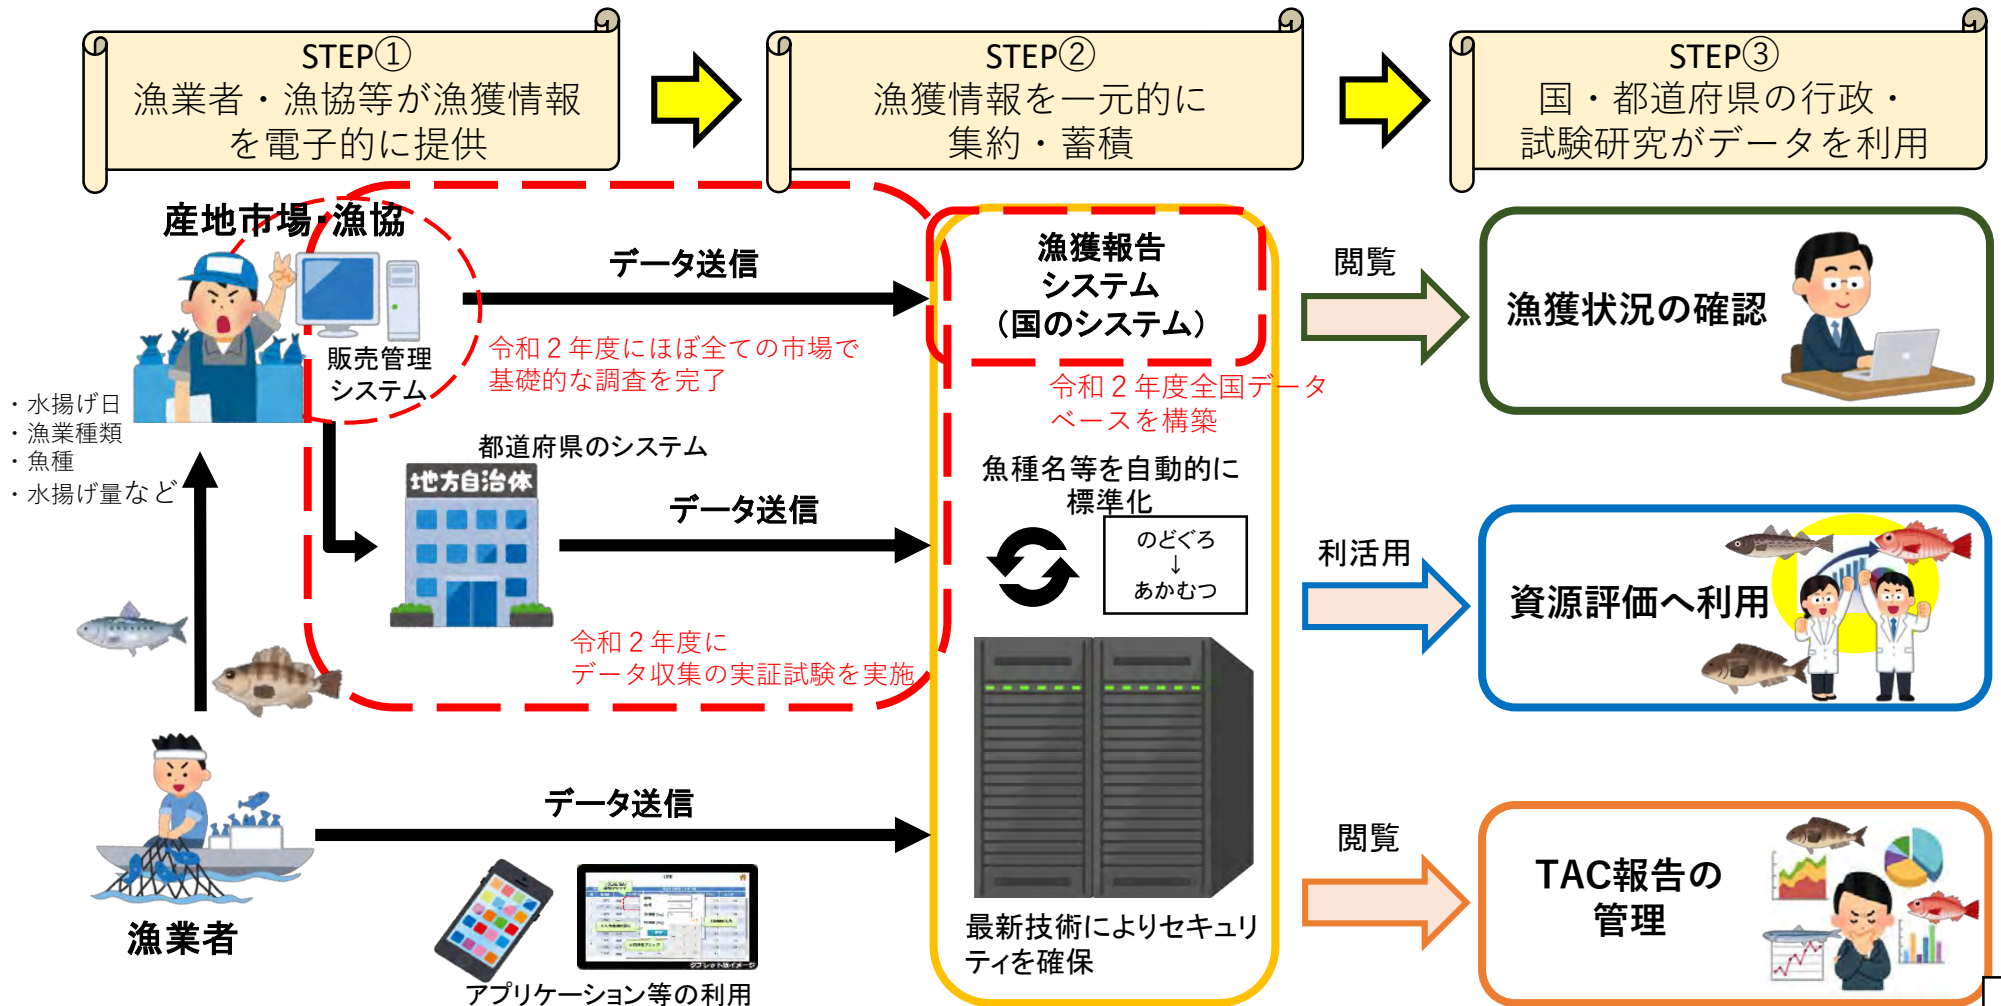 STEP①
漁業者・漁協等が漁獲情報
を電子的に提供
STEP②
漁獲情報を一元的に
集約・蓄積
STEP③
国・都道府県の行政・
試験研究がデータを利用
産地市場・漁協
販売管理
システム
・水揚げ日
・漁業種類
・魚種
・水揚げ量など
データ送信
令和２年度にほぼ全ての市場で
基礎的な調査を完了
都道府県のシステム
地方自治体
データ送信
令和２年度に
データ収集の実証試験を実施
漁業者
データ送信
アプリケーション等の利用
タブレット版イメージ
漁獲報告
システム
（国のシステム）
令和２年度全国データ
ベースを構築
魚種名等を自動的に
標準化
のどぐろ
↓
あかむつ
最新技術によりセキュリ
ティを確保
閲覧
漁獲状況の確認
利活用
資源評価へ利用
閲覧
TAC報告の
管理